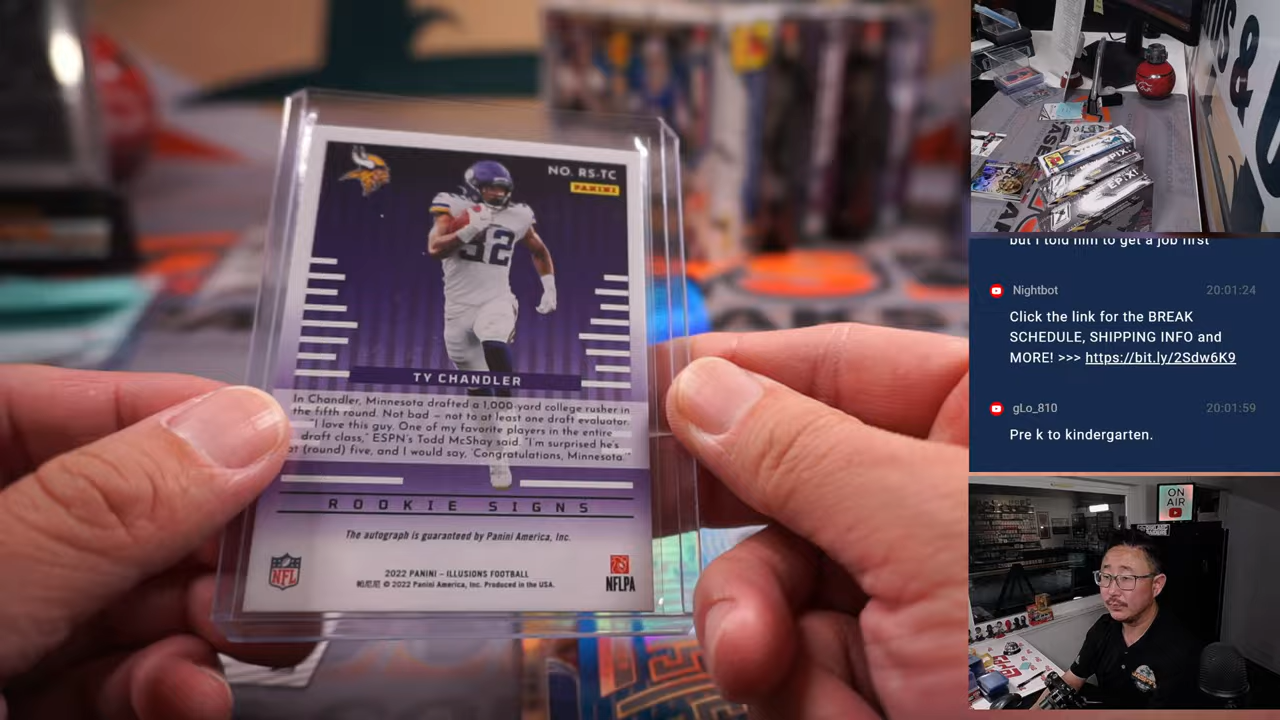 NO. RS-TC
PANINI
32
TY CHANDLER
In Chandler, Minnesota drafted a 1,000-yard college rusher in
the fifth round. Not bad – not to at least one draft evaluator.
"I love this guy. One of my favorite players in the entire
draft class," ESPN's Todd McShay said. "I'm surprised he's
(round) five, and I would say, 'Congratulations, Minnesota.'"
ROOKIE SIGNS
The autograph is guaranteed by Panini America, Inc.
2022 PANINI – ILLUSIONS FOOTBALL
帕尼尼 © 2022 Panini America, Inc. Produced in the USA.
NFL
NFLPA
&
EPIX!
but I told him to get a job first
Nightbot
20:01:24
Click the link for the BREAK
SCHEDULE, SHIPPING INFO and
MORE! >>> https://bit.ly/2Sdw6K9
gLo_810
20:01:59
Pre k to kindergarten.
ON
AIR